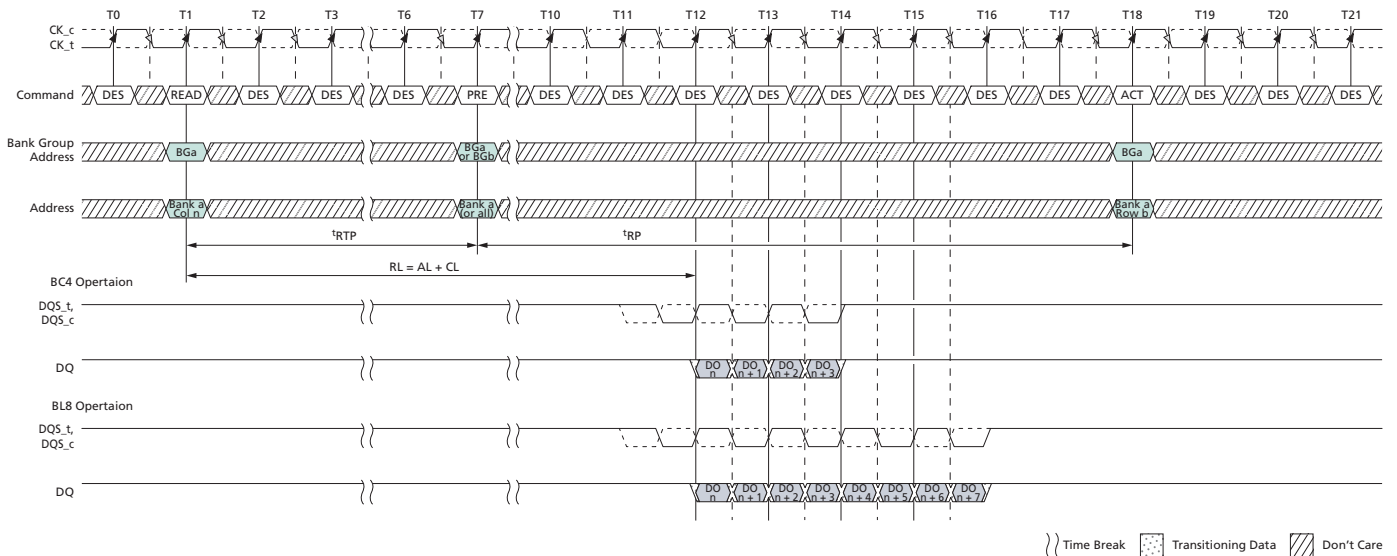 T0 T1 T2 T3 T6 T7 T10 T11 T12 T13 T14 T15 T16 T17 T18 T19 T20 T21
CK_c
CK_t
Command DES READ DES DES DES PRE DES DES DES DES DES DES DES DES ACT DES DES DES
Bank Group
Address
BGa
BGa
or BGb
BGa
Address
Bank a
Col n
Bank a
(or all)
Bank a
Row b
tRTP tRP
RL = AL + CL
BC4 Opertaion
DQS_t,
DQS_c
DQ
DO
n
DO
n + 1
DO
n + 2
DO
n + 3
BL8 Opertaion
DQS_t,
DQS_c
DQ
DO
n
DO
n + 1
DO
n + 2
DO
n + 3
DO
n + 4
DO
n + 5
DO
n + 6
DO
n + 7
Time Break Transitioning Data Don't Care